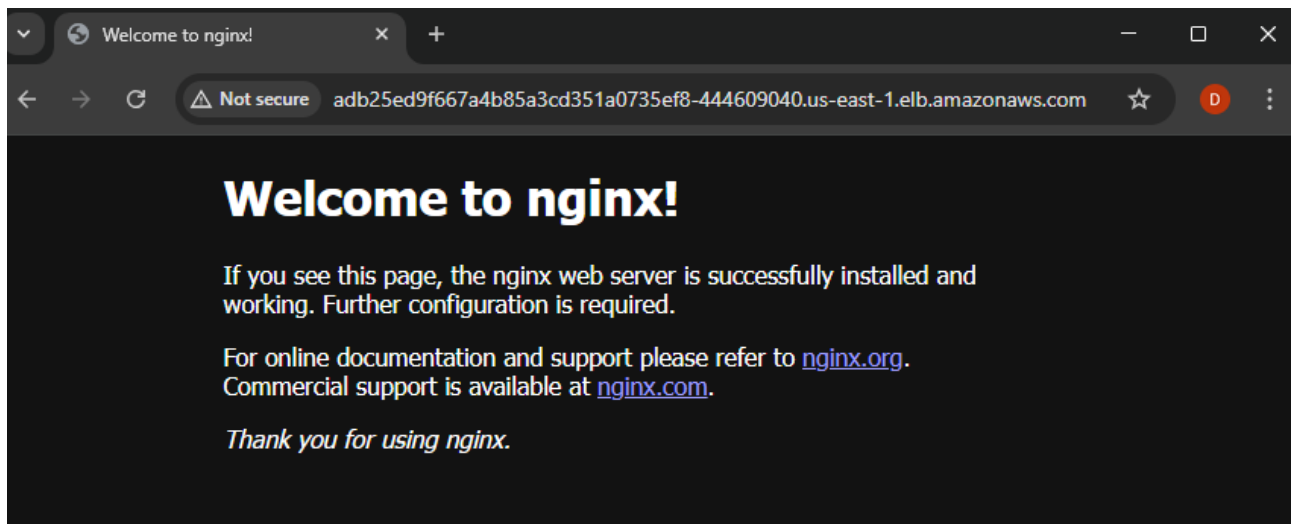 Welcome to nginx!
Not secure adb25ed9f667a4b85a3cd351a0735ef8-444609040.us-east-1.elb.amazonaws.com D
Welcome to nginx!
If you see this page, the nginx web server is successfully installed and
working. Further configuration is required.
For online documentation and support please refer to nginx.org.
Commercial support is available at nginx.com.
Thank you for using nginx.